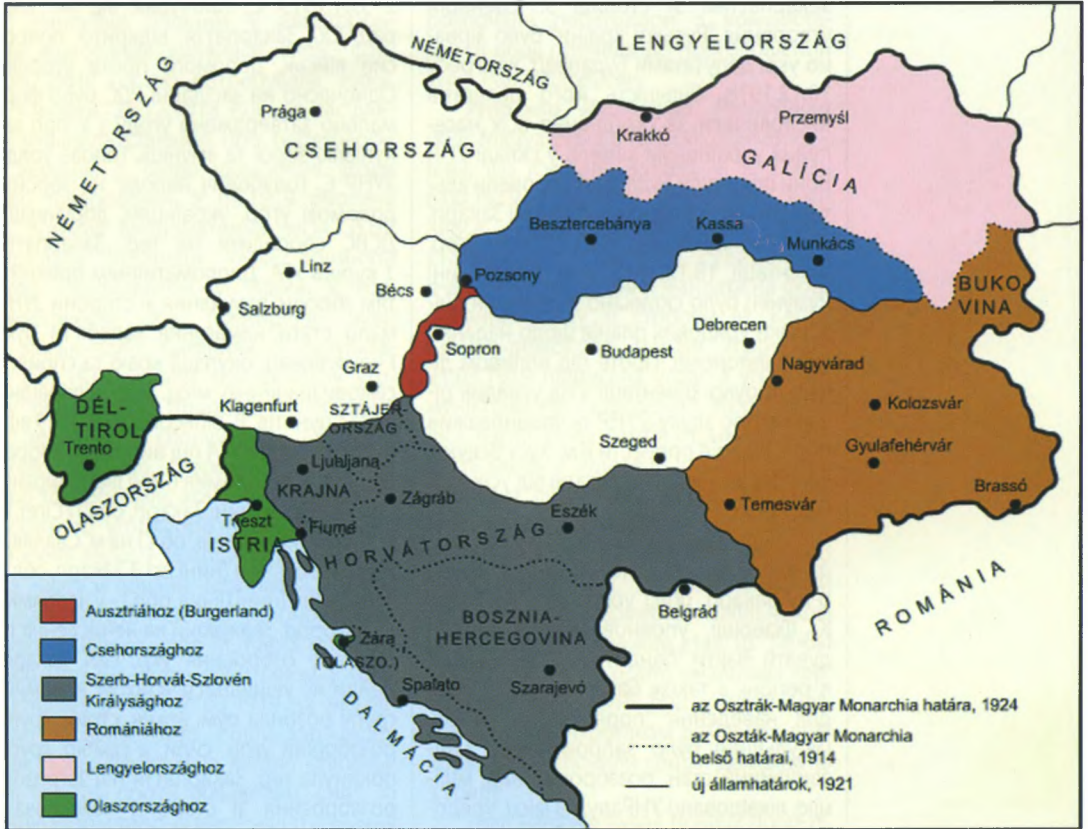 NÉMETORSZÁG
NÉMETORSZÁG
LENGYELORSZÁG
Prága
CSEHORSZÁG
Krakkó
Przemyśl
GALÍCIA
Besztercebánya
Kassa
Munkács
Linz
Bécs
Pozsony
BUKO
VINA
Salzburg
Sopron
Budapest
Debrecen
Graz
Nagyvárad
Klagenfurt
SZTÁJER-
ORSZÁG
Kolozsvár
DÉL-
TIROL
Trento
Szeged
Gyulafehérvár
OLASZORSZÁG
Ljubljana
KRAJNA
Zágráb
Temesvár
Brassó
Trieszt
ISTRIA
Fiume
Eszék
HORVÁTORSZÁG
Belgrád
ROMÁNIA
BOSZNIA-
HERCEGOVINA
Zára
(OLASZO.)
Szarajevó
Spalato
DALMÁCIA
Ausztriához (Burgerland)
Csehországhoz
Szerb-Horvát-Szlovén
Királysághoz
Romániához
Lengyelországhoz
Olaszországhoz
az Osztrák-Magyar Monarchia határa, 1924
az Oszták-Magyar Monarchia
belső határai, 1914
új államhatárok, 1921